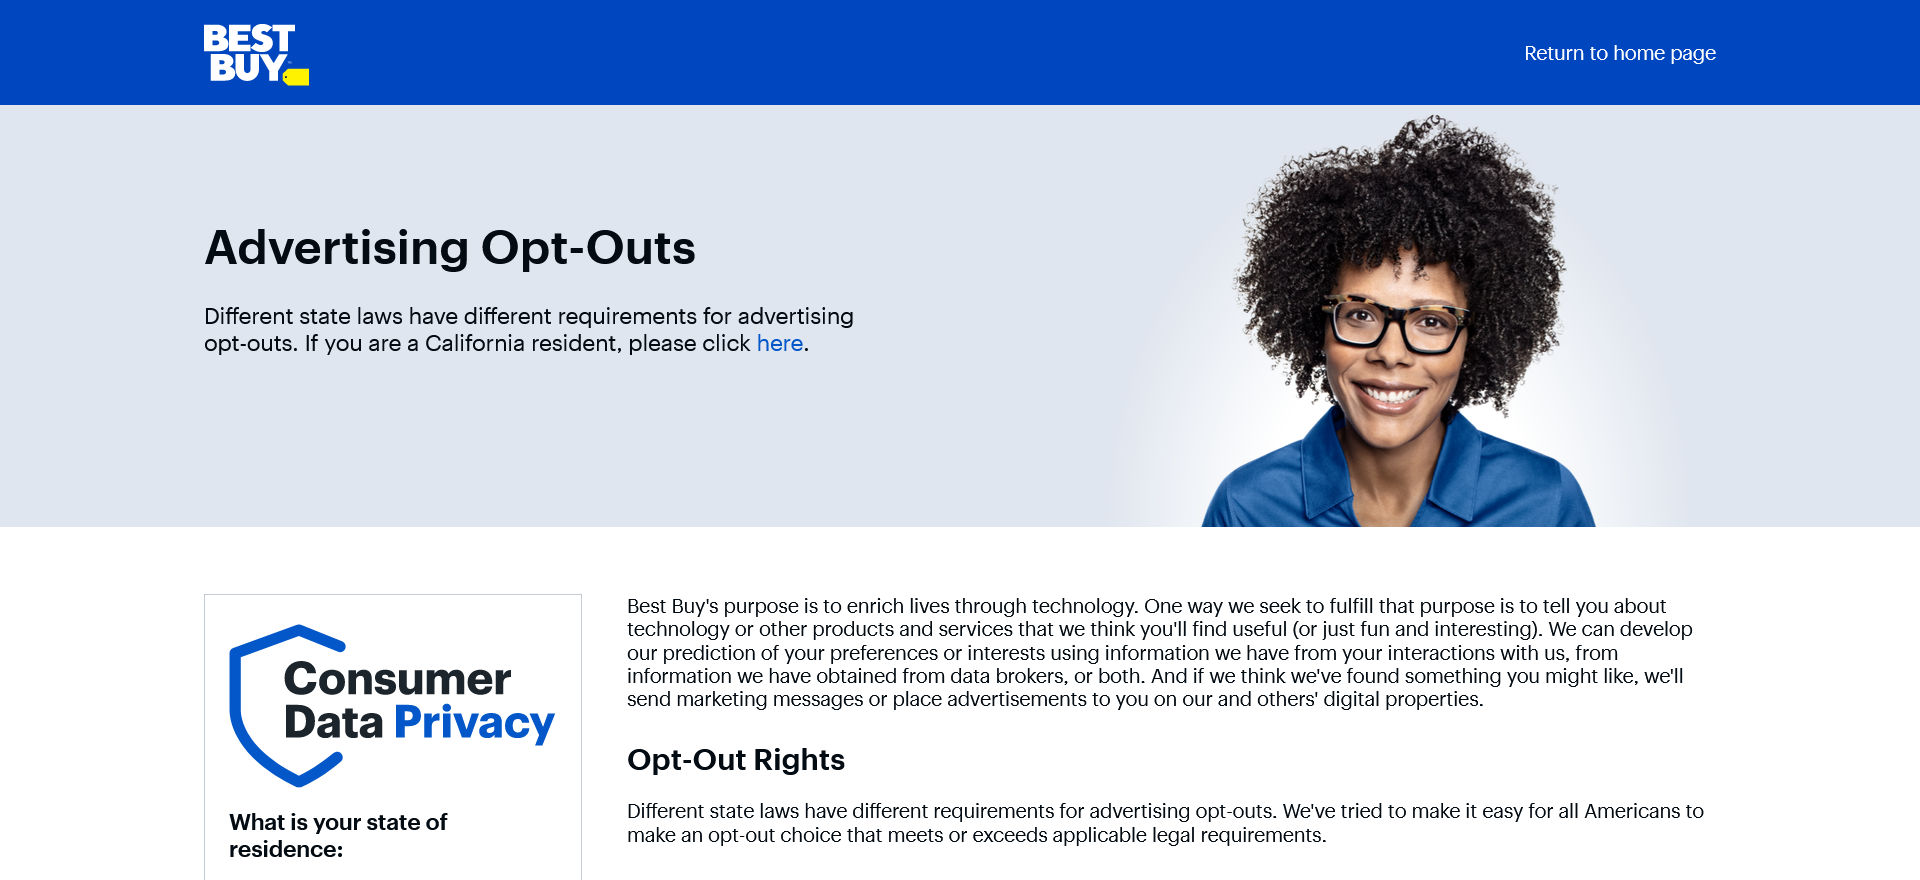 BEST
BUY
Return to home page
Advertising Opt-Outs
Different state laws have different requirements for advertising
opt-outs. If you are a California resident, please click here.
Consumer
Data Privacy
What is your state of
residence:
Best Buy's purpose is to enrich lives through technology. One way we seek to fulfill that purpose is to tell you about
technology or other products and services that we think you'll find useful (or just fun and interesting). We can develop
our prediction of your preferences or interests using information we have from your interactions with us, from
information we have obtained from data brokers, or both. And if we think we've found something you might like, we'll
send marketing messages or place advertisements to you on our and others' digital properties.
Opt-Out Rights
Different state laws have different requirements for advertising opt-outs. We've tried to make it easy for all Americans to
make an opt-out choice that meets or exceeds applicable legal requirements.